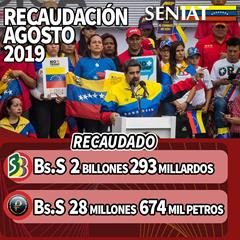 RECAUDACIÓN
AGOSTO
2019
SENIAT
RECAUDADO
Bs.S 2 BILLONES 293 MILLARDOS
Bs.S 28 MILLONES 674 MIL PETROS